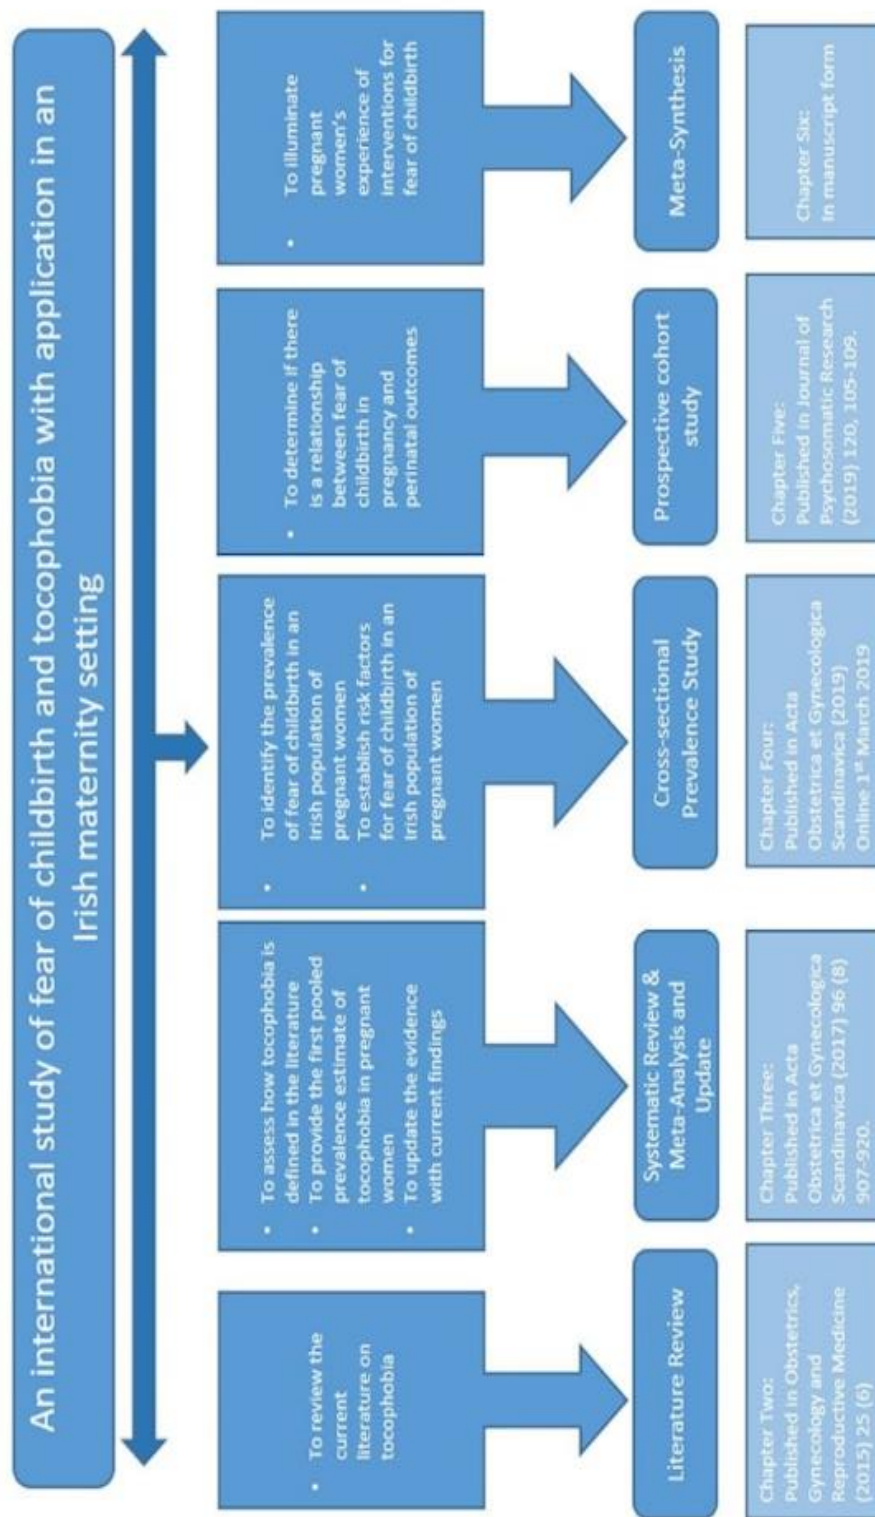 An international study of fear of childbirth and tocophobia with application in an
Irish maternity setting
• To review the
current
literature on
tocophobia
• To assess how tocophobia is
defined in the literature
• To provide the first pooled
prevalence estimate of
tocophobia in pregnant
women
• To update the evidence
with current findings
• To identify the prevalence
of fear of childbirth in an
Irish population of
pregnant women
• To establish risk factors
for fear of childbirth in an
Irish population of
pregnant women
• To determine if there
is a relationship
between fear of
childbirth in
pregnancy and
perinatal outcomes
• To illuminate
pregnant
women's
experience of
interventions for
fear of childbirth
Literature Review
Systematic Review &
Meta-Analysis and
Update
Cross-sectional
Prevalence Study
Prospective cohort
study
Meta-Synthesis
Chapter Two:
Published in Obstetrics,
Gynecology and
Reproductive Medicine
(2015) 25 (6)
Chapter Three:
Published in Acta
Obstetrica et Gynecologica
Scandinavica (2017) 96 (8)
907-920.
Chapter Four:
Published in Acta
Obstetrica et Gynecologica
Scandinavica (2019)
Online 1st March 2019
Chapter Five:
Published in Journal of
Psychosomatic Research
(2019) 120, 105-109.
Chapter Six:
In manuscript form